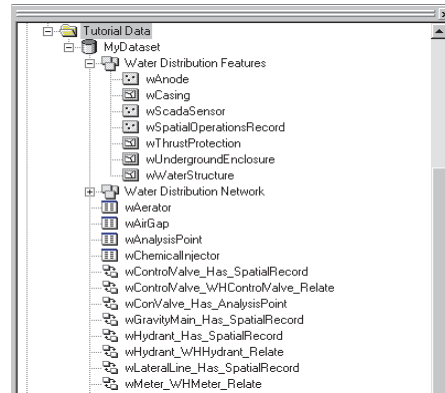 Tutorial Data
MyDataset
Water Distribution Features
wAnode
wCasing
wScadaSensor
wSpatialOperationsRecord
wThrustProtection
wUndergroundEnclosure
wWaterStructure
Water Distribution Network
wAerator
wAirGap
wAnalysisPoint
wChemicalInjector
wControlValve_Has_SpatialRecord
wControlValve_WHControlValve_Relate
wConValve_Has_AnalysisPoint
wGravityMain_Has_SpatialRecord
wHydrant_Has_SpatialRecord
wHydrant_WHHydrant_Relate
wLateralLine_Has_SpatialRecord
wMeter_WHMeter_Relate